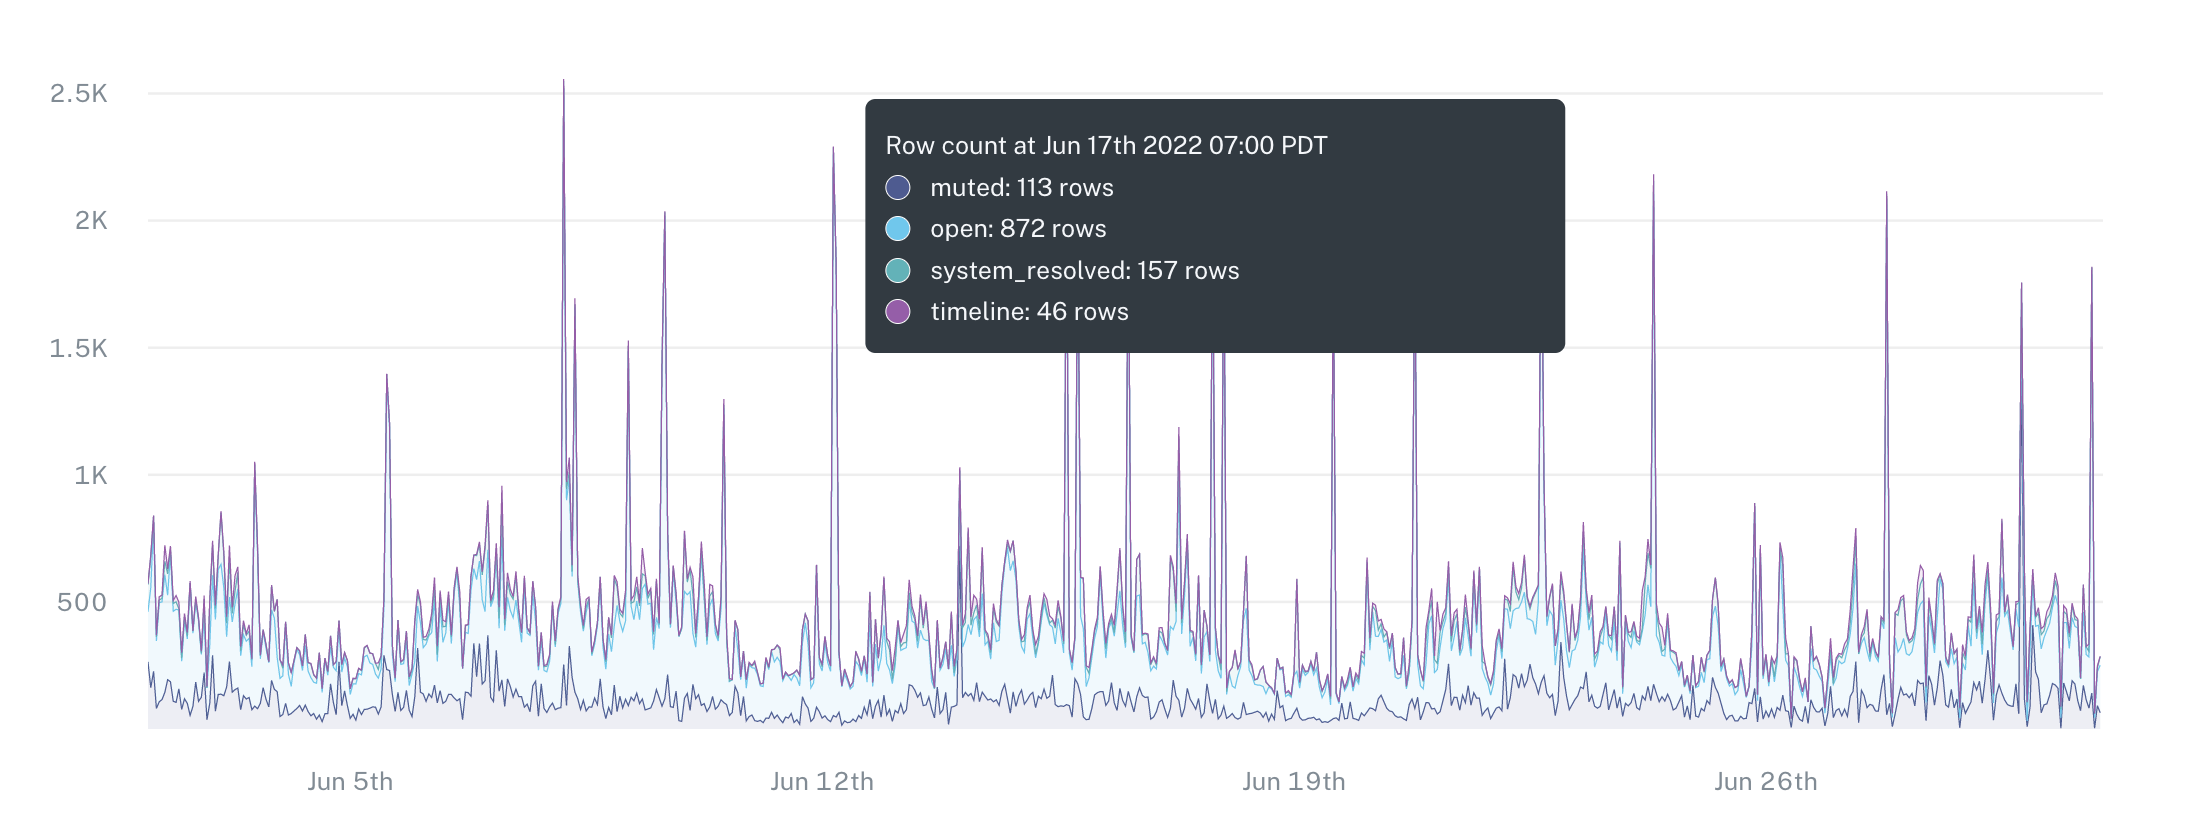 2.5K
2K
1.5K
1K
500
Row count at Jun 17th 2022 07:00 PDT
muted: 113 rows
open: 872 rows
system_resolved: 157 rows
timeline: 46 rows
Jun 5th
Jun 12th
Jun 19th
Jun 26th